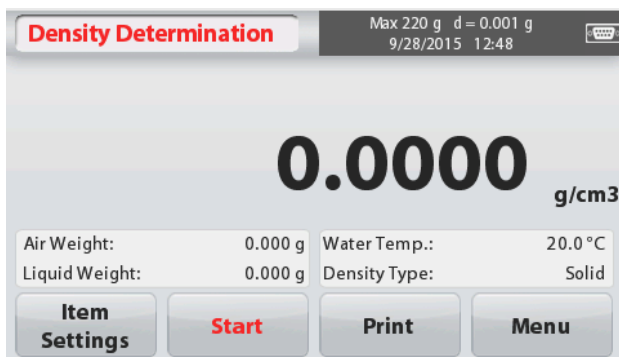 Density Determination
Max 220 g d = 0.001 g
9/28/2015 12:48
0.0000
g/cm3
Air Weight: 0.000 g Water Temp.: 20.0 °C
Liquid Weight: 0.000 g Density Type: Solid
Item
Settings
Start
Print
Menu